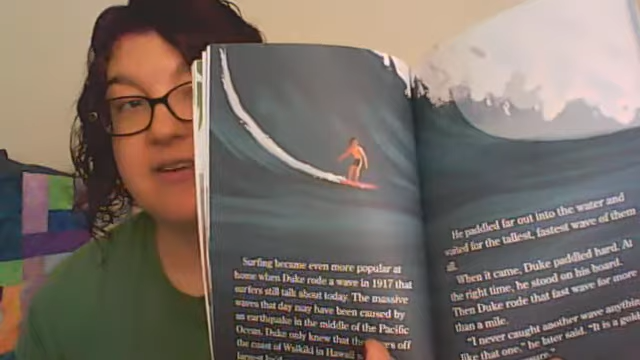 Surfing became even more popular at
home when Duke rode a wave in 1917 that
surfers still talk about today. The massive
waves that day may have been caused by
an earthquake in the middle of the Pacific
Ocean. Duke only knew that the off
the coast of Waikiki in Hawaii
He paddled far out into the water and
waited for the tallest, fastest wave of them
all.
When it came, Duke paddled hard. At
the right time, he stood on his board.
Then Duke rode that fast wave for more
than a mile.
"I never caught another wave anything
like that one," he later said. "It is a